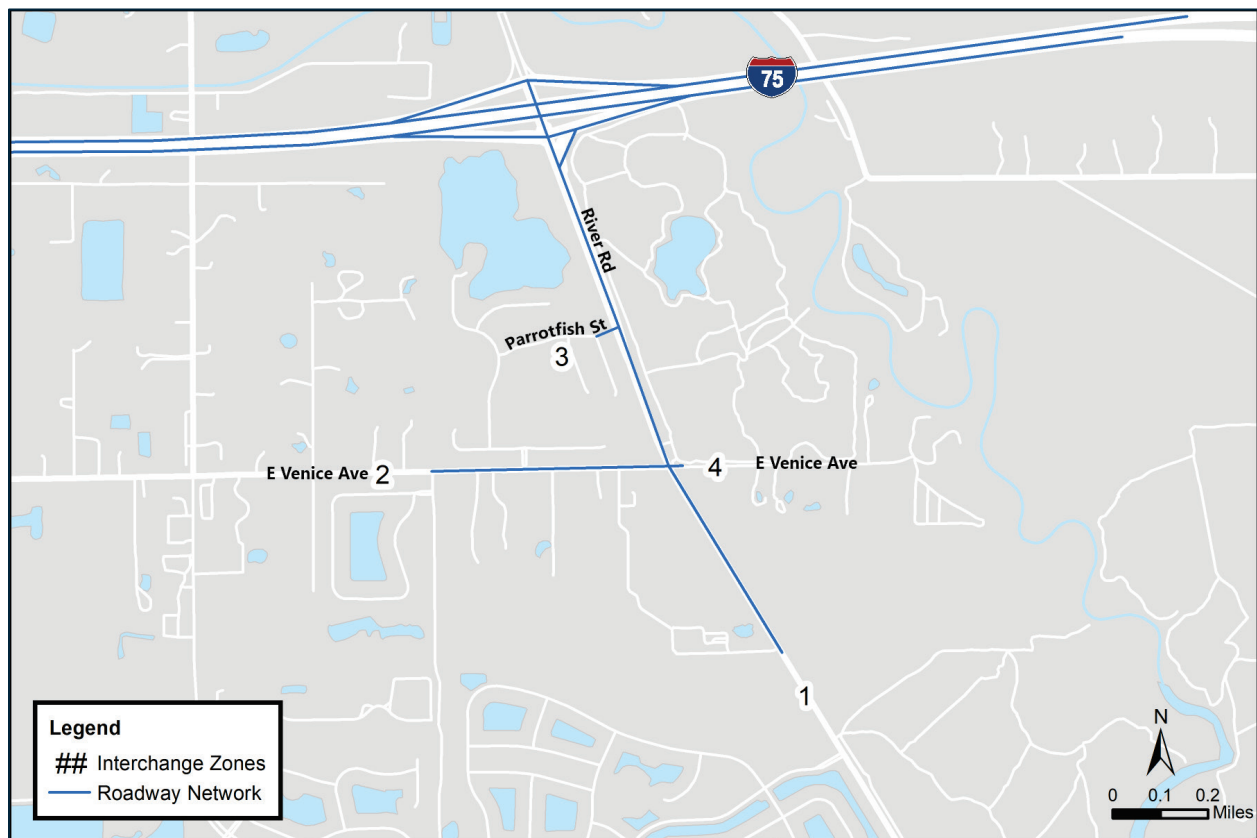 75
River Rd
Parrotfish St
3
E Venice Ave 2
4 E Venice Ave
1
Legend
## Interchange Zones
Roadway Network
N
0 0.1 0.2
Miles